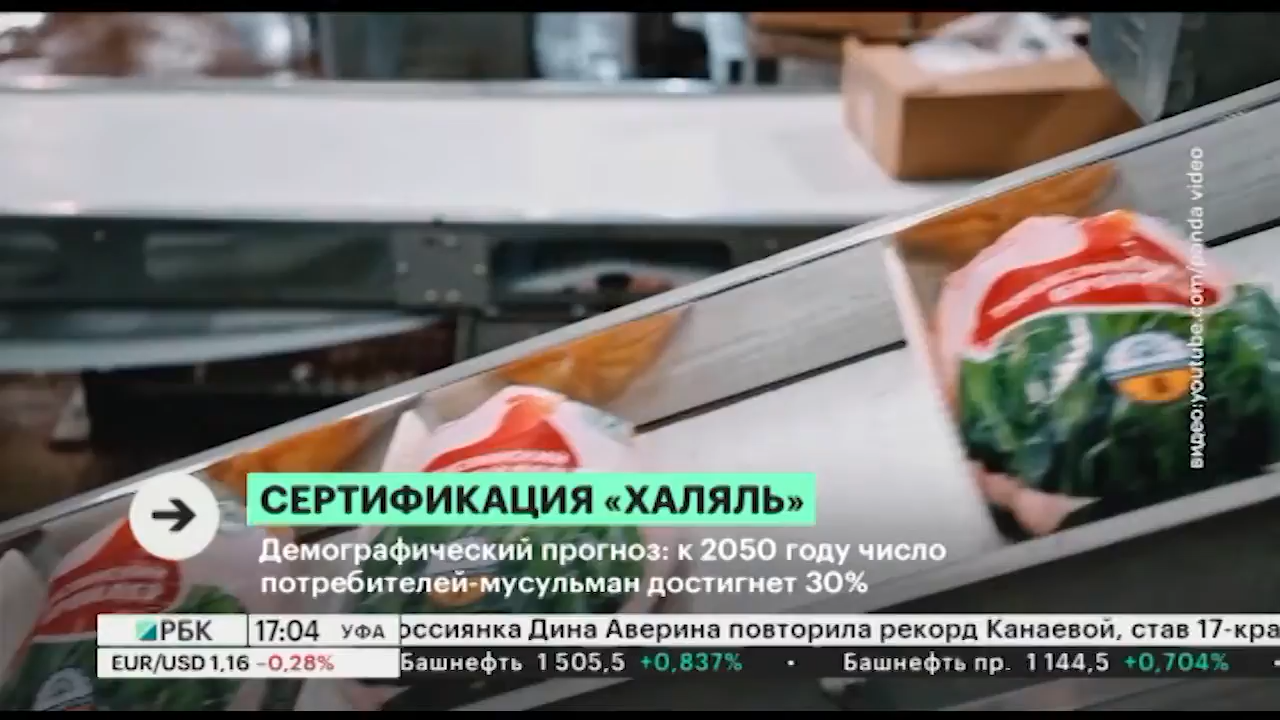 видео:youtube.com/panda video
СЕРТИФИКАЦИЯ «ХАЛЯЛЬ»
Демографический прогноз: к 2050 году число
потребителей-мусульман достигнет 30%
РБК 17:04 УФА
оссиянка Дина Аверина повторила рекорд Канаевой, став 17-кра
EUR/USD 1,16 -0,28%
Башнефть 1 505,5 +0,837% • Башнефть пр. 1 144,5 +0,704% •